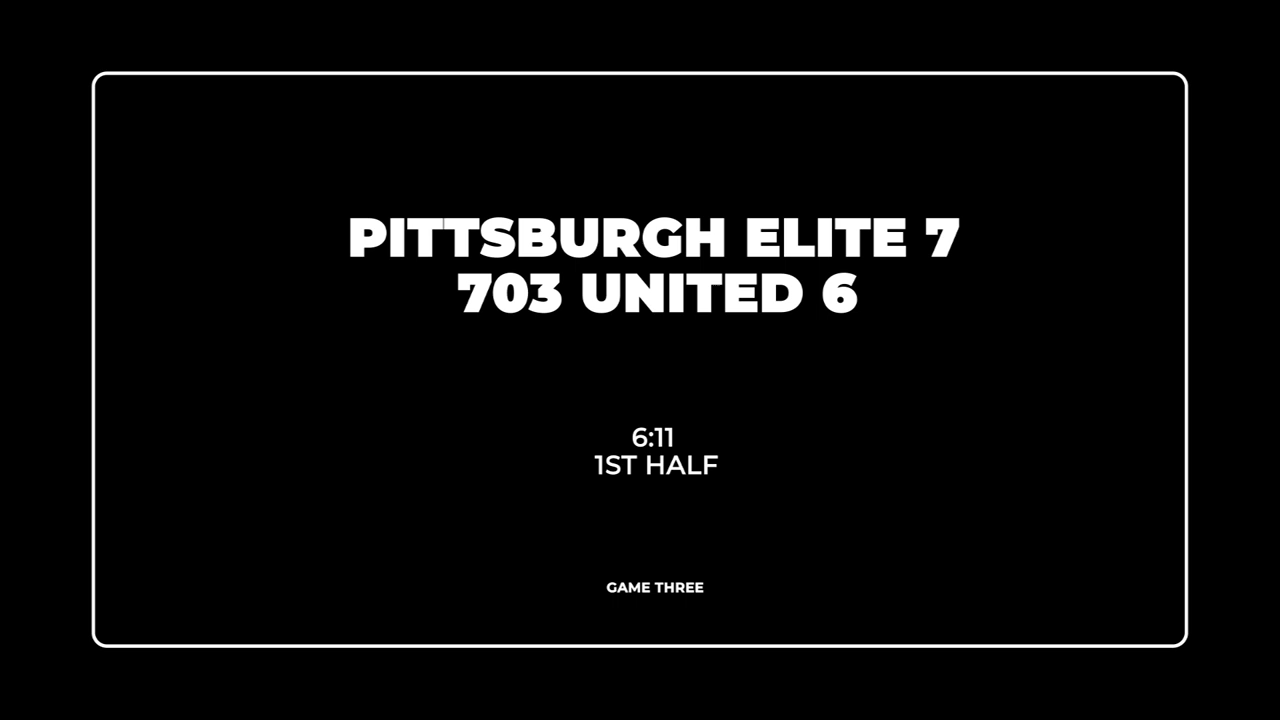 PITTSBURGH ELITE 7
703 UNITED 6
6:11
1ST HALF
GAME THREE